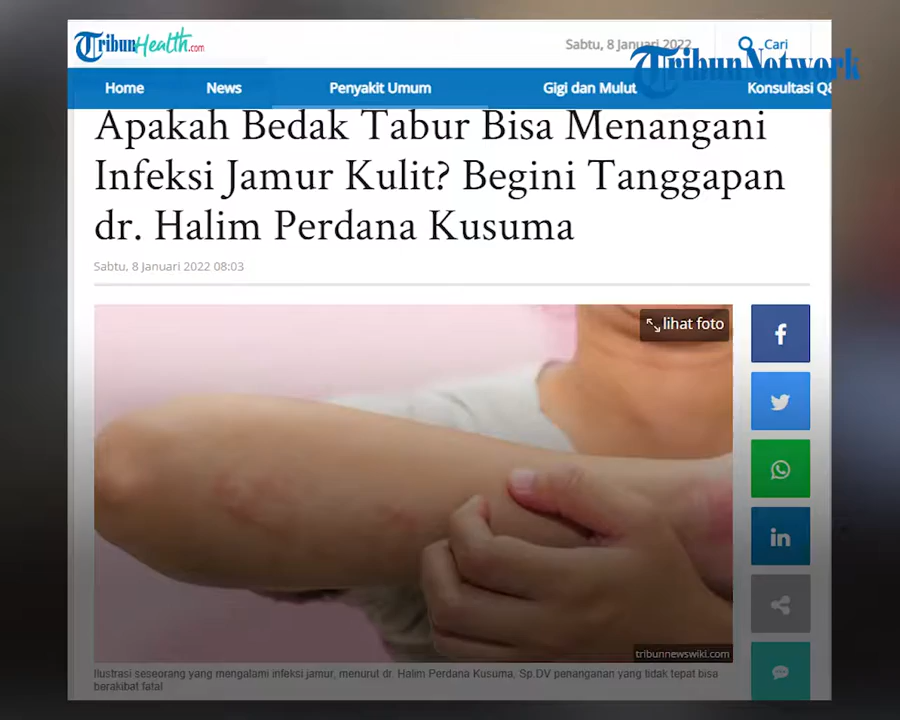 TribunHealth.com
Sabtu, 8 Januari 2022
Cari
TribunNetwork
Home News Penyakit Umum Gigi dan Mulut Konsultasi Q&
Apakah Bedak Tabur Bisa Menangani
Infeksi Jamur Kulit? Begini Tanggapan
dr. Halim Perdana Kusuma
Sabtu, 8 Januari 2022 08:03
lihat foto
tribunnewswiki.com
Ilustrasi seseorang yang mengalami infeksi jamur, menurut dr. Halim Perdana Kusuma, Sp.DV penanganan yang tidak tepat bisa
berakibat fatal